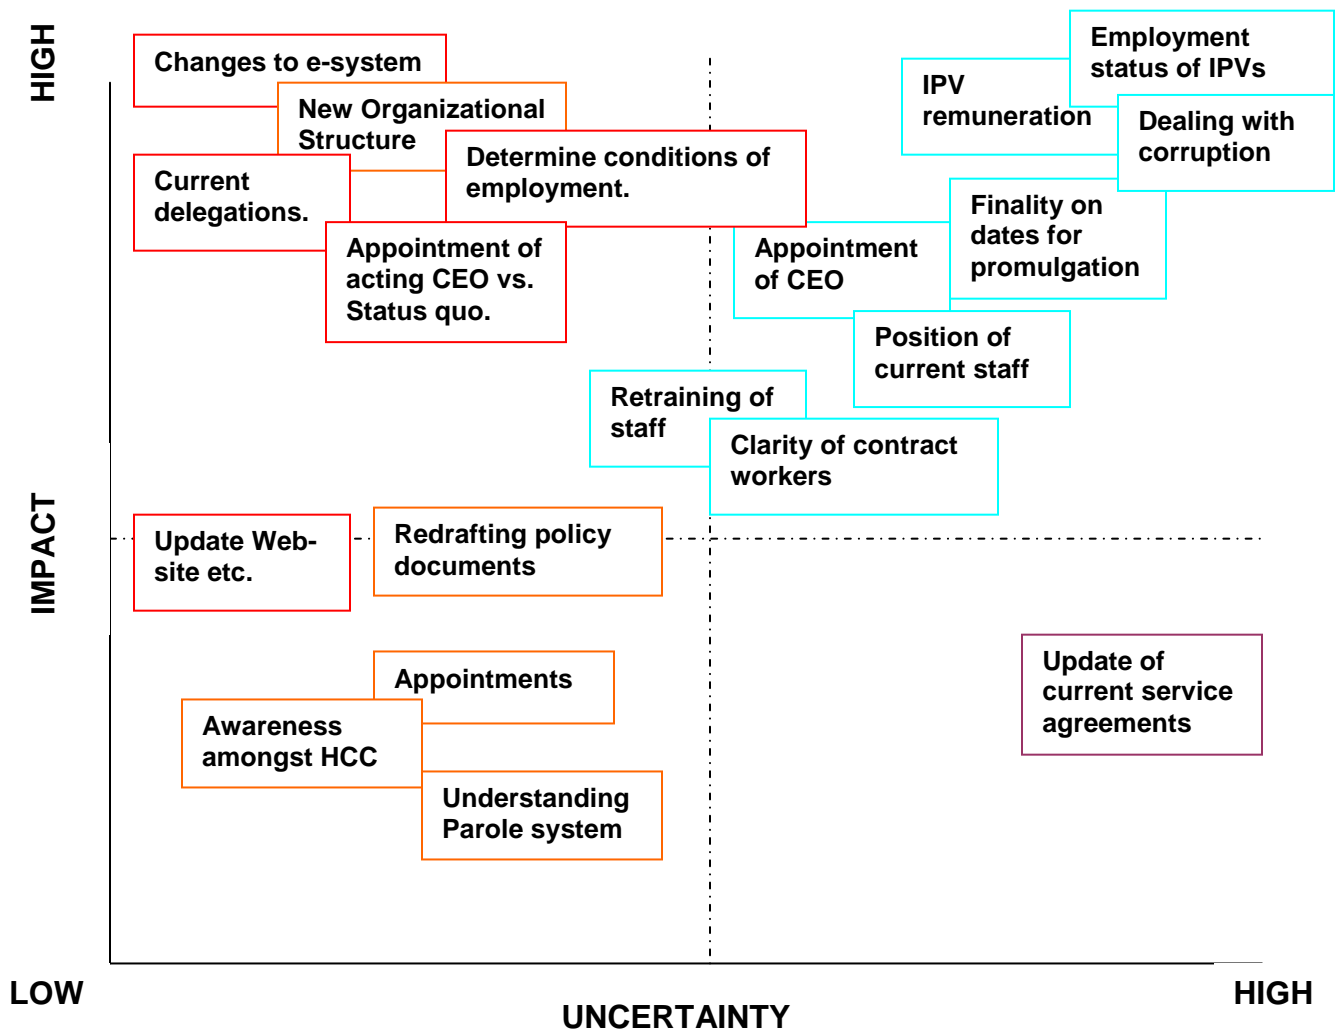 HIGH
Changes to e-system
New Organizational
Structure
Current
delegations.
Determine conditions of
employment.
Appointment of
acting CEO vs.
Status quo.
IPV
remuneration
Employment
status of IPVs
Dealing with
corruption
Finality on
dates for
promulgation
Appointment
of CEO
Position of
current staff
Retraining of
staff
Clarity of contract
workers
IMPACT
Update Web-
site etc.
Redrafting policy
documents
Appointments
Awareness
amongst HCC
Understanding
Parole system
Update of
current service
agreements
LOW
UNCERTAINTY
HIGH